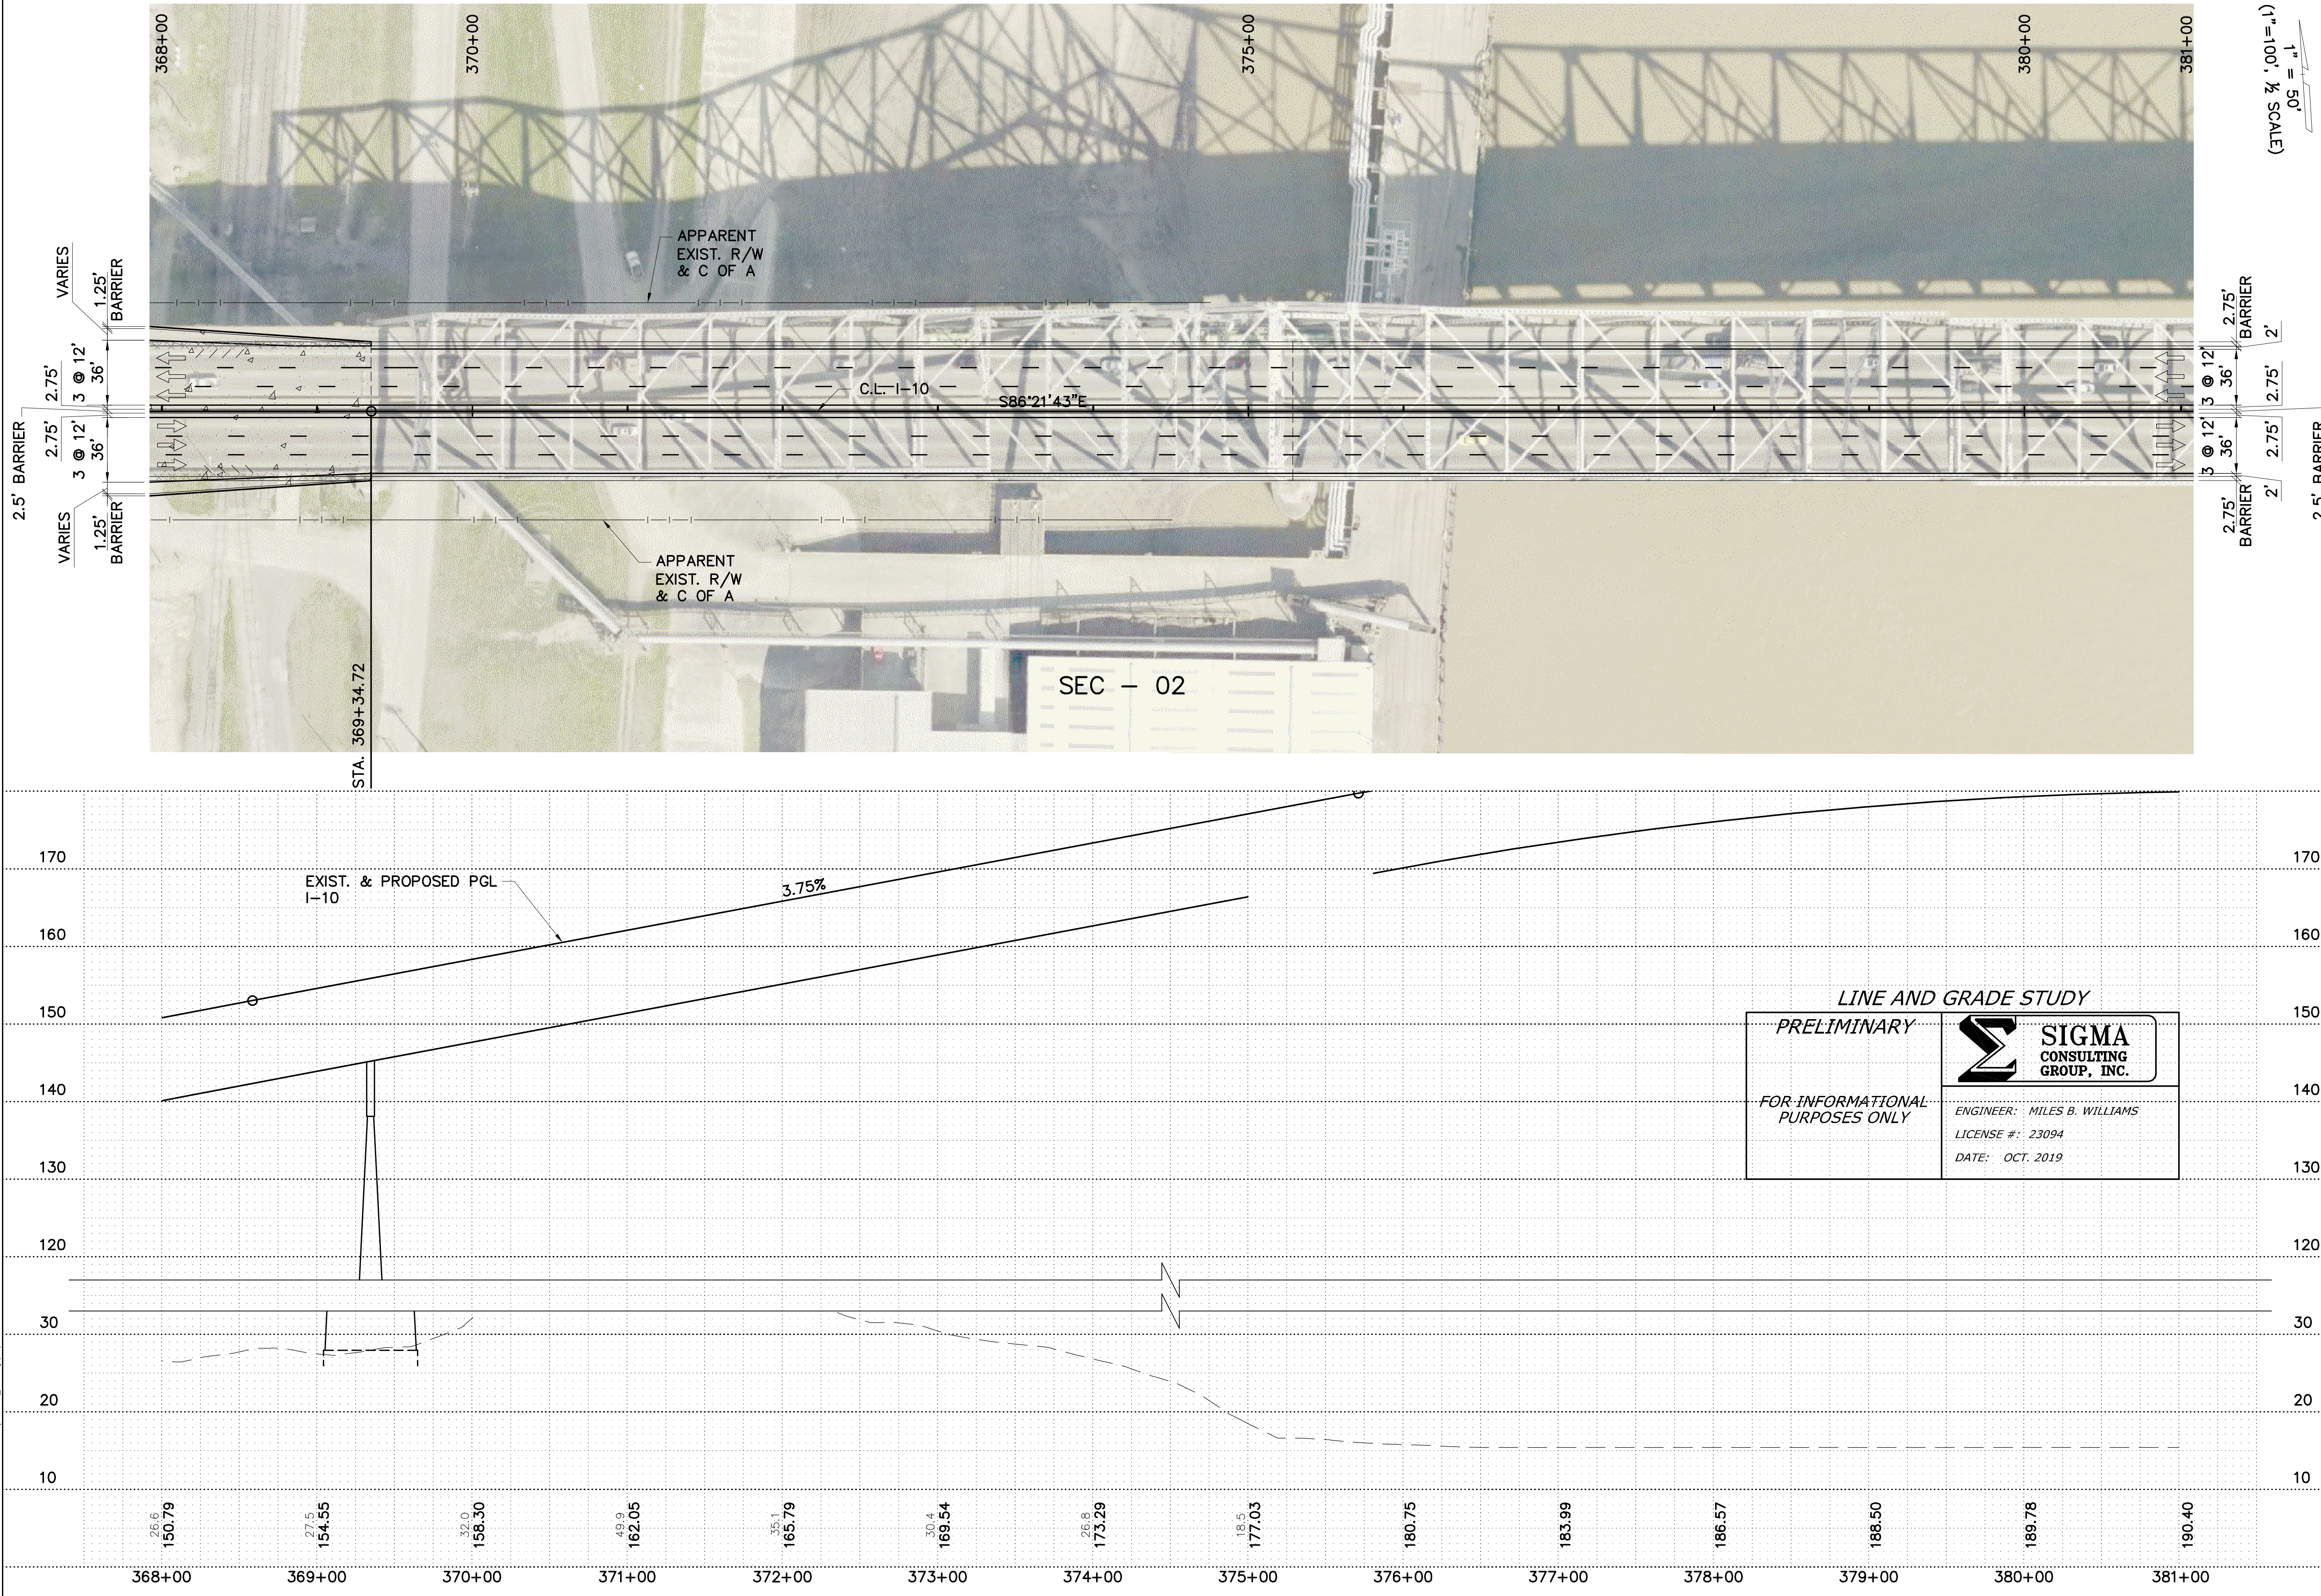 368+00
370+00
375+00
380+00
381+00
1" = 50'
(1"=100', ½ SCALE)
VARIES
1.25'
BARRIER
2.75'
3 @ 12'
36'
2.5' BARRIER
2.75'
3 @ 12'
36'
VARIES
1.25'
BARRIER
APPARENT
EXIST. R/W
& C OF A
C.L. I-10
S86°21'43"E
APPARENT
EXIST. R/W
& C OF A
SEC - 02
STA. 369+34.72
2.75'
BARRIER
2'
3 @ 12'
36'
2.75'
3 @ 12'
36'
2.75'
2.75'
BARRIER
2'
2.5' BARRIER
170
170
EXIST. & PROPOSED PGL
I-10
3.75%
160
160
150
150
140
140
130
130
120
120
30
30
20
20
10
10
LINE AND GRADE STUDY
PRELIMINARY
FOR INFORMATIONAL
PURPOSES ONLY
SIGMA
CONSULTING
GROUP, INC.
ENGINEER: MILES B. WILLIAMS
LICENSE #: 23094
DATE: OCT. 2019
26.6
150.79
27.5
154.55
32.0
158.30
49.9
162.05
35.1
165.79
30.4
169.54
26.8
173.29
18.5
177.03
180.75
183.99
186.57
188.50
189.78
190.40
368+00
369+00
370+00
371+00
372+00
373+00
374+00
375+00
376+00
377+00
378+00
379+00
380+00
381+00